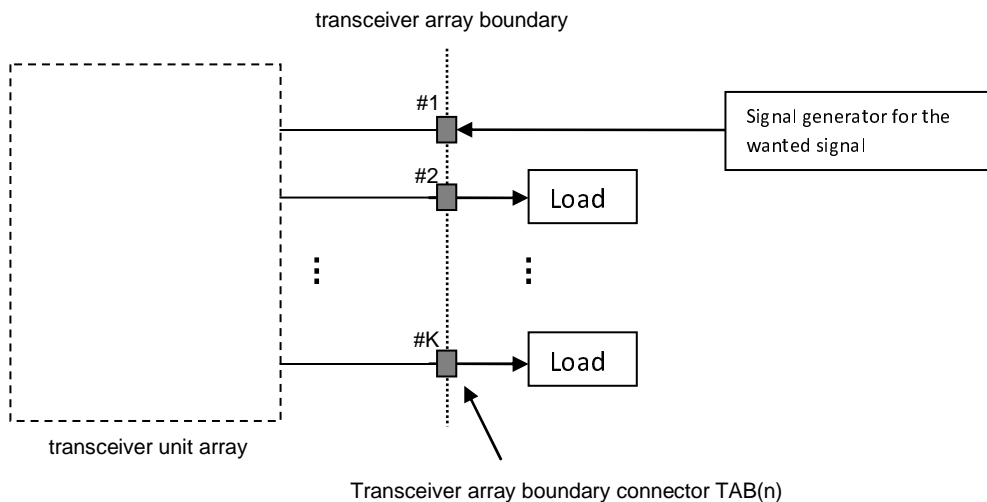 transceiver array boundary
#1
Signal generator for the
wanted signal
#2
Load
#K
Load
transceiver unit array
Transceiver array boundary connector TAB(n)